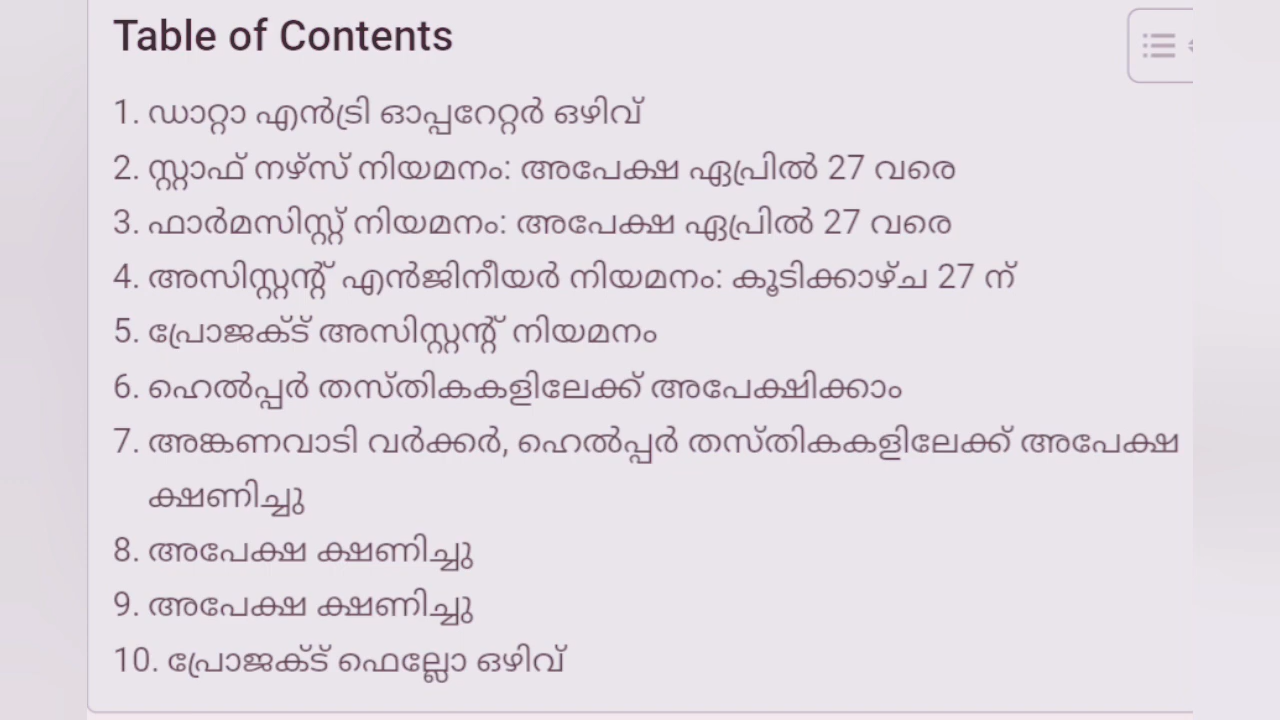 Table of Contents
1. ഡാറ്റാ എൻട്രി ഓപ്പറേറ്റർ ഒഴിവ്
2. സ്റ്റാഫ് നഴ്സ് നിയമനം: അപേക്ഷ ഏപ്രിൽ 27 വരെ
3. ഫാർമസിസ്റ്റ് നിയമനം: അപേക്ഷ ഏപ്രിൽ 27 വരെ
4. അസിസ്റ്റന്റ് എൻജിനീയർ നിയമനം: കൂടിക്കാഴ്ച 27 ന്
5. പ്രോജക്ട് അസിസ്റ്റന്റ് നിയമനം
6. ഹെൽപ്പർ തസ്തികകളിലേക്ക് അപേക്ഷിക്കാം
7. അങ്കണവാടി വർക്കർ, ഹെൽപ്പർ തസ്തികകളിലേക്ക് അപേക്ഷ
ക്ഷണിച്ചു
8. അപേക്ഷ ക്ഷണിച്ചു
9. അപേക്ഷ ക്ഷണിച്ചു
10. പ്രോജക്ട് ഫെല്ലോ ഒഴിവ്